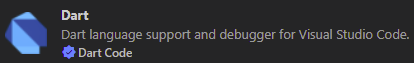 Dart
Dart language support and debugger for Visual Studio Code.
Dart Code